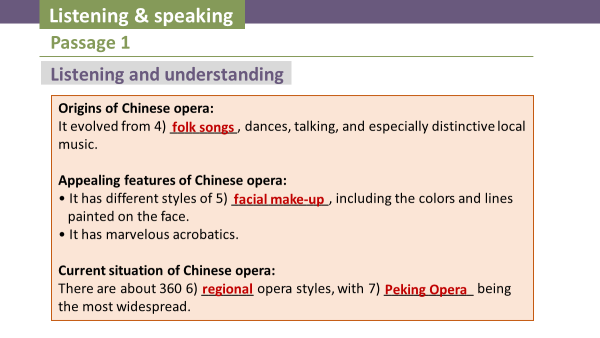 Listening & speaking
Passage 1
Listening and understanding
Origins of Chinese opera:
It evolved from 4) folk songs, dances, talking, and especially distinctive local
music.
Appealing features of Chinese opera:
• It has different styles of 5) facial make-up, including the colors and lines
painted on the face.
• It has marvelous acrobatics.
Current situation of Chinese opera:
There are about 360 6) regional opera styles, with 7) Peking Opera being
the most widespread.